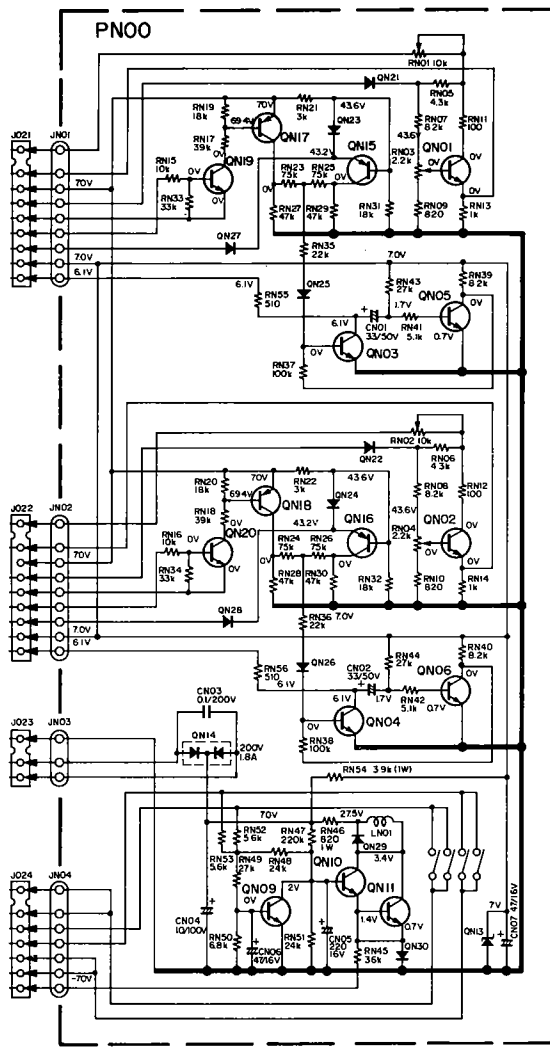 PN00
RN01 10k
QN21
RN05
4.3k
RN19
18k
70V
RN21
3k
43.6V
QN23
RN07
8.2k
RN11
100
J021
JN01
RN17
39k
69.4V
QN17
43.2V
QN15
43.6V
RN03
2.2k
QN01
RN15
10k
0V
QN19
0V
RN23
75k
RN25
75k
0V
0V
-70V
RN33
33k
0V
RN27
47k
RN29
47k
RN31
18k
RN09
820
RN13
1k
QN27
RN35
22k
7.0V
7.0V
6.1V
6.1V
RN55
510
QN25
RN43
27k
RN39
8.2k
6.1V
CN01
33/50V
1.7V
RN41
5.1k
QN05
0V
0.7V
RN37
100k
0V
QN03
RN02 10k
QN22
RN06
4.3k
RN20
18k
70V
RN22
3k
43.6V
QN24
RN08
8.2k
RN12
100
J022
JN02
RN18
39k
69.4V
QN18
43.2V
QN16
43.6V
RN04
2.2k
QN02
70V
RN16
10k
0V
QN20
0V
RN24
75k
RN26
75k
0V
0V
RN34
33k
0V
RN28
47k
RN30
47k
RN32
18k
RN10
820
RN14
1k
QN28
RN36
22k
7.0V
7.0V
6.1V
6.1V
RN56
510
QN26
CN02
33/50V
RN44
27k
RN40
8.2k
6.1V
1.7V
RN42
5.1k
QN06
0V
0.7V
RN38
100k
0V
QN04
CN03
0.1/200V
J023
JN03
QN14
200V
1.8A
RN54 3.9k (1W)
70V
27.5V
RN52
5.6k
RN47
220k
RN46
820
1W
LN01
RN53
5.6k
RN49
27k
RN48
24k
QN10
QN29
3.4V
J024
JN04
0V
QN09
2V
QN11
1.4V
0.7V
7V
CN04
10/100V
RN50
6.8k
CN06
47/16V
RN51
24k
CN05
220
16V
RN45
36k
QN30
QN13
CN07 47/16V
-70V